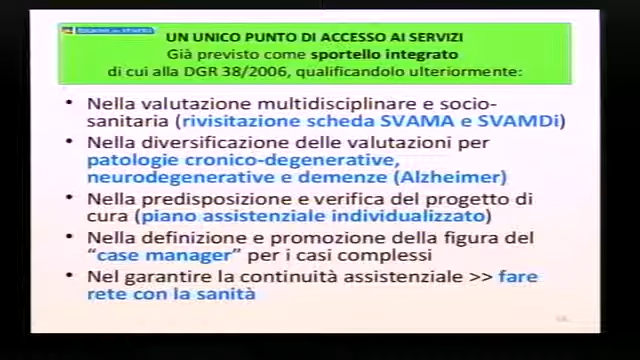 REGIONE DEL VENETO
UN UNICO PUNTO DI ACCESSO AI SERVIZI
Già previsto come sportello integrato
di cui alla DGR 38/2006, qualificandolo ulteriormente:
• Nella valutazione multidisciplinare e socio-
sanitaria (rivisitazione scheda SVAMA e SVAMDi)
• Nella diversificazione delle valutazioni per
patologie cronico-degenerative,
neurodegenerative e demenze (Alzheimer)
• Nella predisposizione e verifica del progetto di
cura (piano assistenziale individualizzato)
• Nella definizione e promozione della figura del
“case manager” per i casi complessi
• Nel garantire la continuità assistenziale >> fare
rete con la sanità